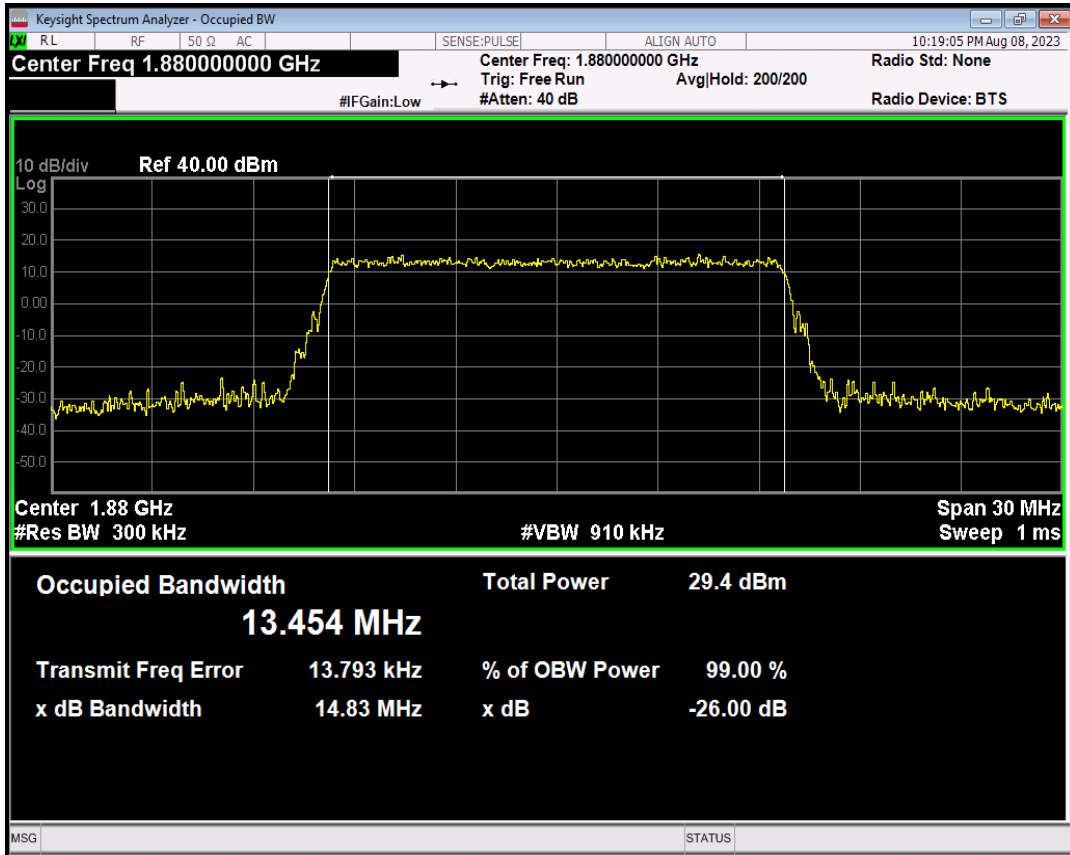 Keysight Spectrum Analyzer - Occupied BW
LXI RL RF 50 Ω AC SENSE:PULSE ALIGN AUTO 10:19:05 PM Aug 08, 2023
Center Freq 1.880000000 GHz Center Freq: 1.880000000 GHz Radio Std: None
Trig: Free Run Avg|Hold: 200/200
#IFGain:Low #Atten: 40 dB Radio Device: BTS
10 dB/div Ref 40.00 dBm
Log
30.0
20.0
10.0
0.00
-10.0
-20.0
-30.0
-40.0
-50.0
Center 1.88 GHz Span 30 MHz
#Res BW 300 kHz #VBW 910 kHz Sweep 1 ms
Occupied Bandwidth Total Power 29.4 dBm
13.454 MHz
Transmit Freq Error 13.793 kHz % of OBW Power 99.00 %
x dB Bandwidth 14.83 MHz x dB -26.00 dB
MSG STATUS